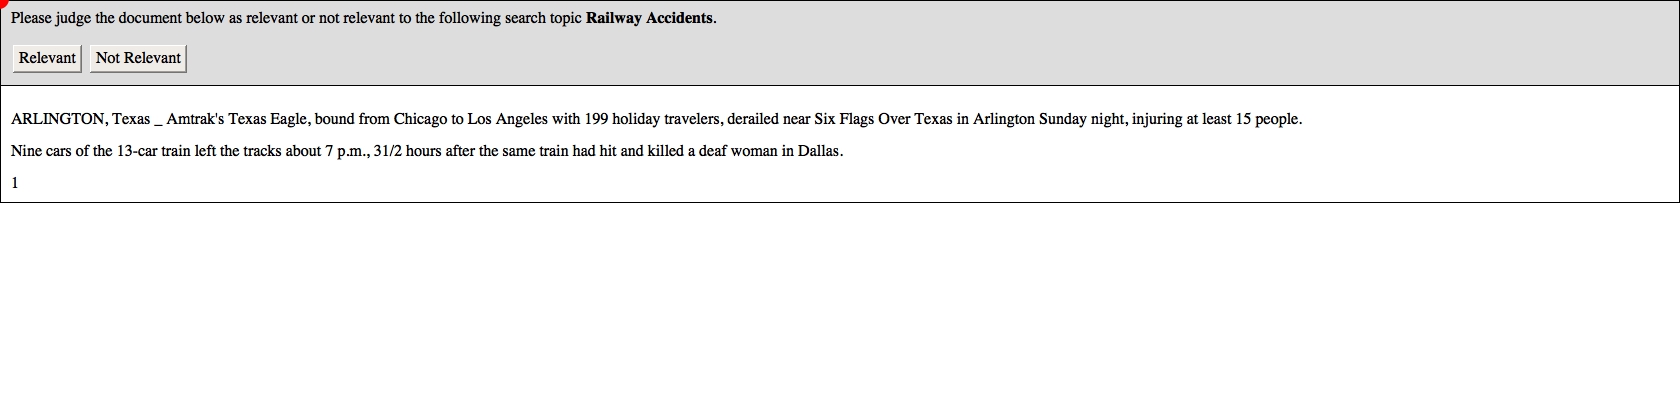 Please judge the document below as relevant or not relevant to the following search topic Railway Accidents.
Relevant Not Relevant
ARLINGTON, Texas _ Amtrak's Texas Eagle, bound from Chicago to Los Angeles with 199 holiday travelers, derailed near Six Flags Over Texas in Arlington Sunday night, injuring at least 15 people.
Nine cars of the 13-car train left the tracks about 7 p.m., 31/2 hours after the same train had hit and killed a deaf woman in Dallas.
1